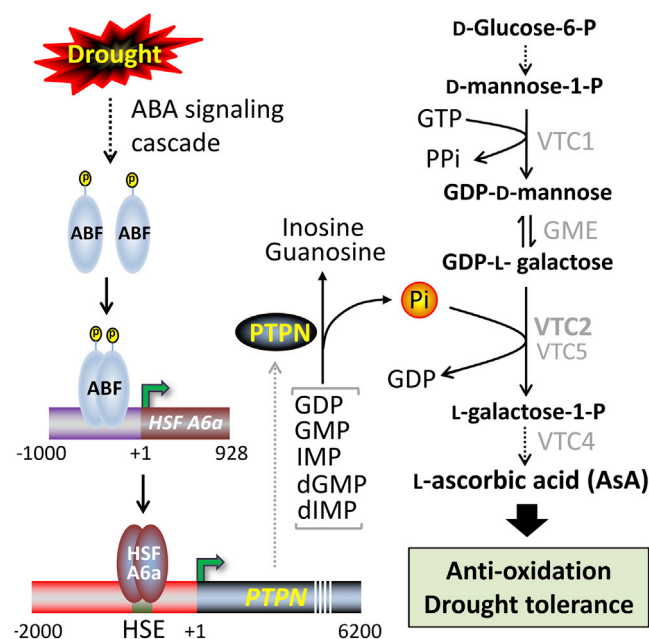 Drought
ABA signaling
cascade
P
P
ABF
ABF
P
P
ABF
HSF A6a
-1000
+1
928
HSF
A6a
PTPN
-2000
HSE
+1
6200
Inosine
Guanosine
PTPN
Pi
GDP
GMP
IMP
dGMP
dIMP
D-Glucose-6-P
D-mannose-1-P
GTP
VTC1
PPi
GDP-D-mannose
GME
GDP-L- galactose
VTC2
VTC5
GDP
L-galactose-1-P
VTC4
L-ascorbic acid (AsA)
Anti-oxidation
Drought tolerance